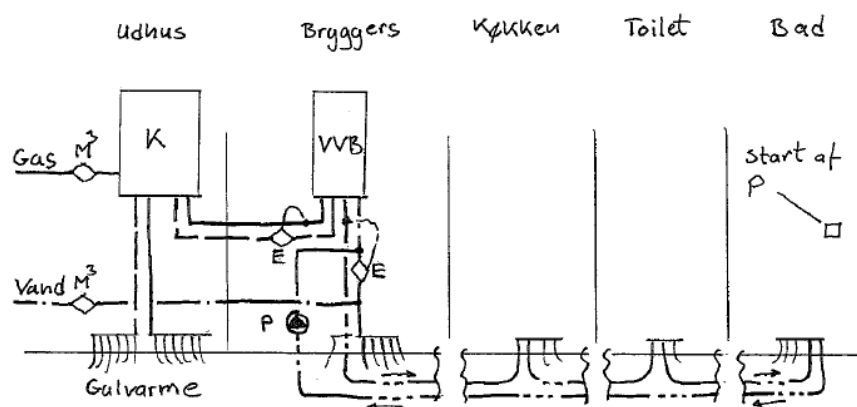 Udhus
Bryggers
Køkken
Toilet
Bad
K
VVB
Gas
M³
start af
P
E
E
Vand
M³
P
Gulvarme